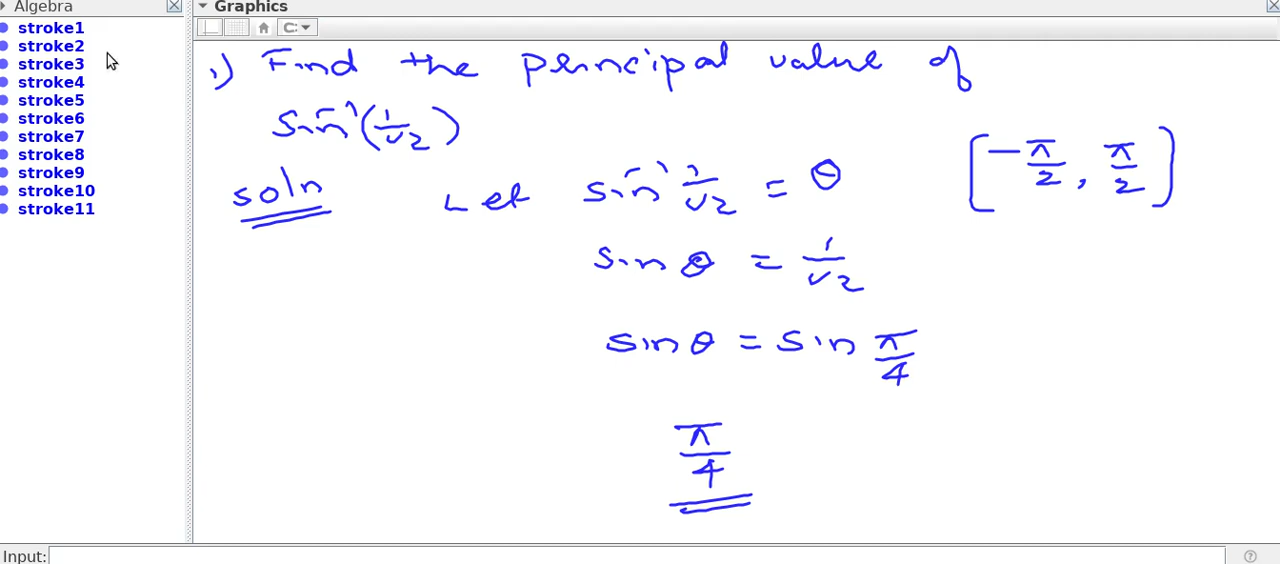 Algebra
Graphics
stroke1
stroke2
stroke3
stroke4
stroke5
stroke6
stroke7
stroke8
stroke9
stroke10
stroke11
C:
1) Find the principal value of
sin⁻¹(1/√2)
soln Let sin⁻¹ 1/√2 = θ [-π/2, π/2]
sin θ = 1/√2
sin θ = sin π/4
π/4
Input: